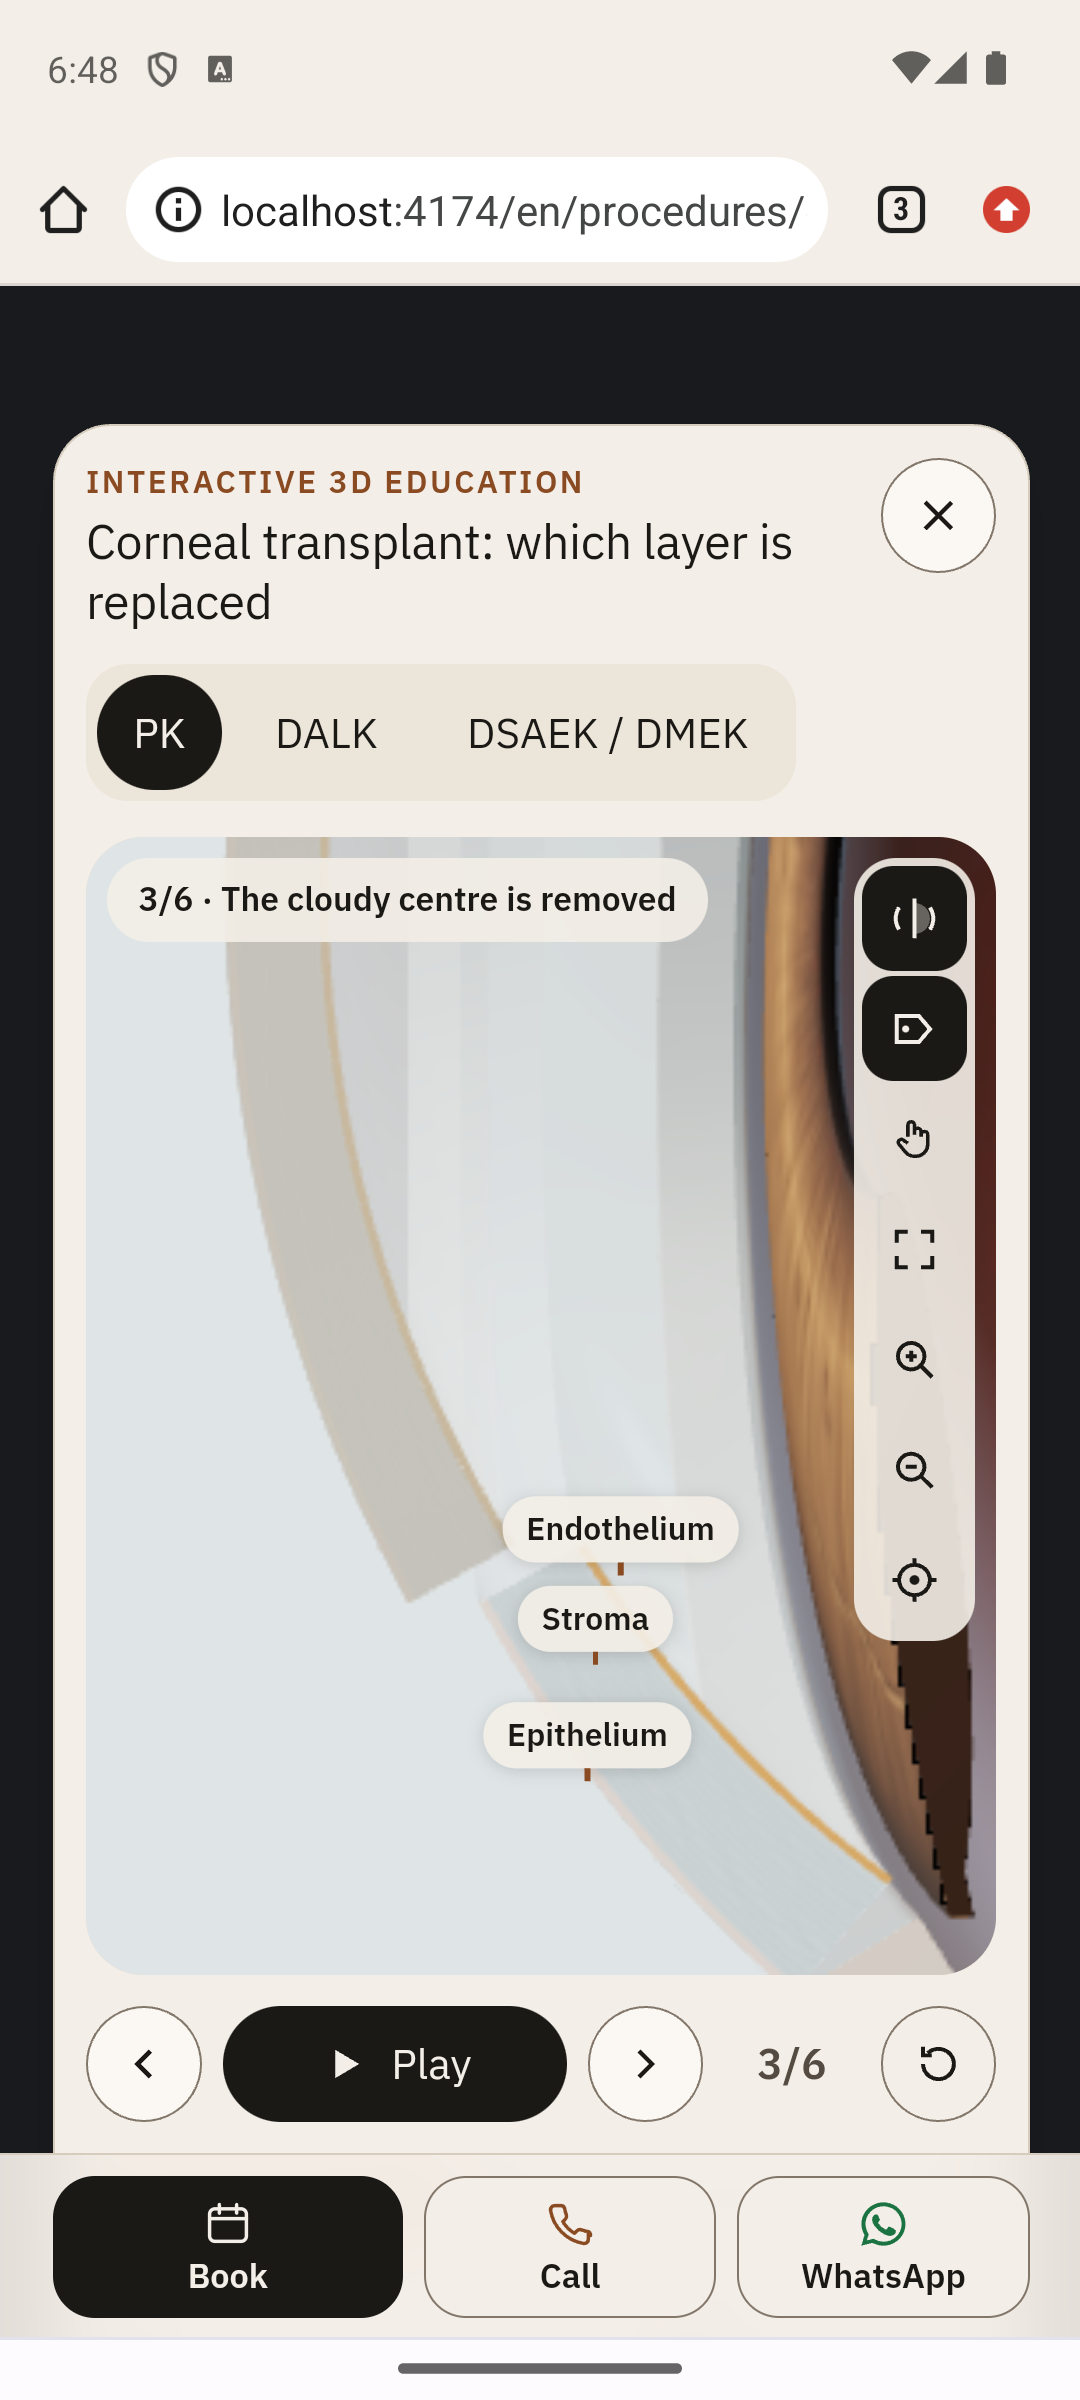 6:48
localhost:4174/en/procedures/
3
INTERACTIVE 3D EDUCATION
Corneal transplant: which layer is
replaced
PK
DALK
DSAEK / DMEK
3/6 · The cloudy centre is removed
Endothelium
Stroma
Epithelium
Play
3/6
Book
Call
WhatsApp